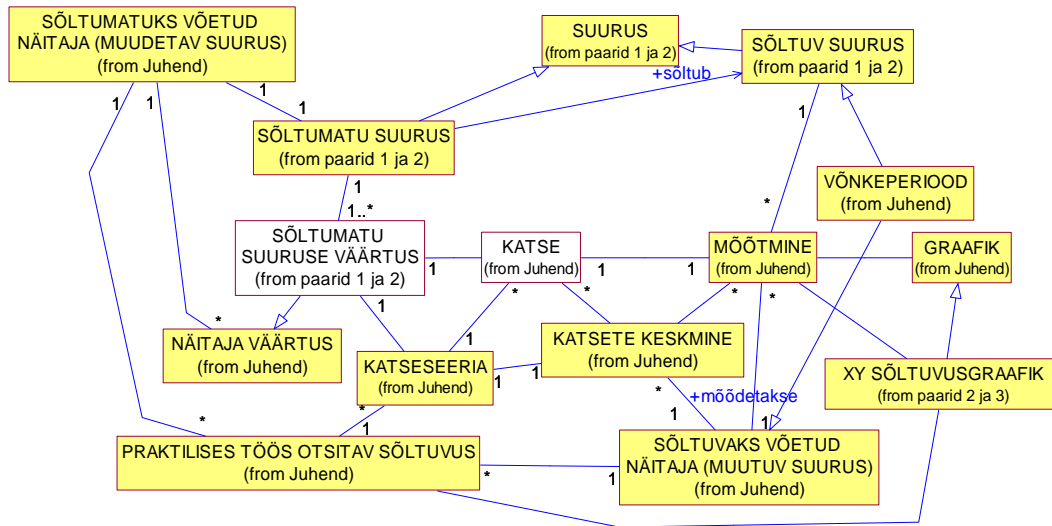 SÕLTUMATUKS VÕETUD
NÄITAJA (MUUDETAV SUURUS)
(from Juhend)
SUURUS
(from paarid 1 ja 2)
SÕLTUV SUURUS
(from paarid 1 ja 2)
+sõltub
1
1
1
1
1
SÕLTUMATU SUURUS
(from paarid 1 ja 2)
1
1..*
VÕNKEPERIOOD
(from Juhend)
*
SÕLTUMATU
SUURUSE VÄÄRTUS
(from paarid 1 ja 2)
1
KATSE
(from Juhend)
1
1
MÕÕTMINE
(from Juhend)
GRAAFIK
(from Juhend)
1
*
*
*
*
*
1
NÄITAJA VÄÄRTUS
(from Juhend)
KATSESEERIA
(from Juhend)
1
1
KATSETE KESKMINE
(from Juhend)
XY SÕLTUVUSGRAAFIK
(from paarid 2 ja 3)
*
+mõõdetakse
*
*
1
1
1
PRAKTILISES TÖÖS OTSITAV SÕLTUVUS
(from Juhend)
*
1
SÕLTUVAKS VÕETUD
NÄITAJA (MUUTUV SUURUS)
(from Juhend)